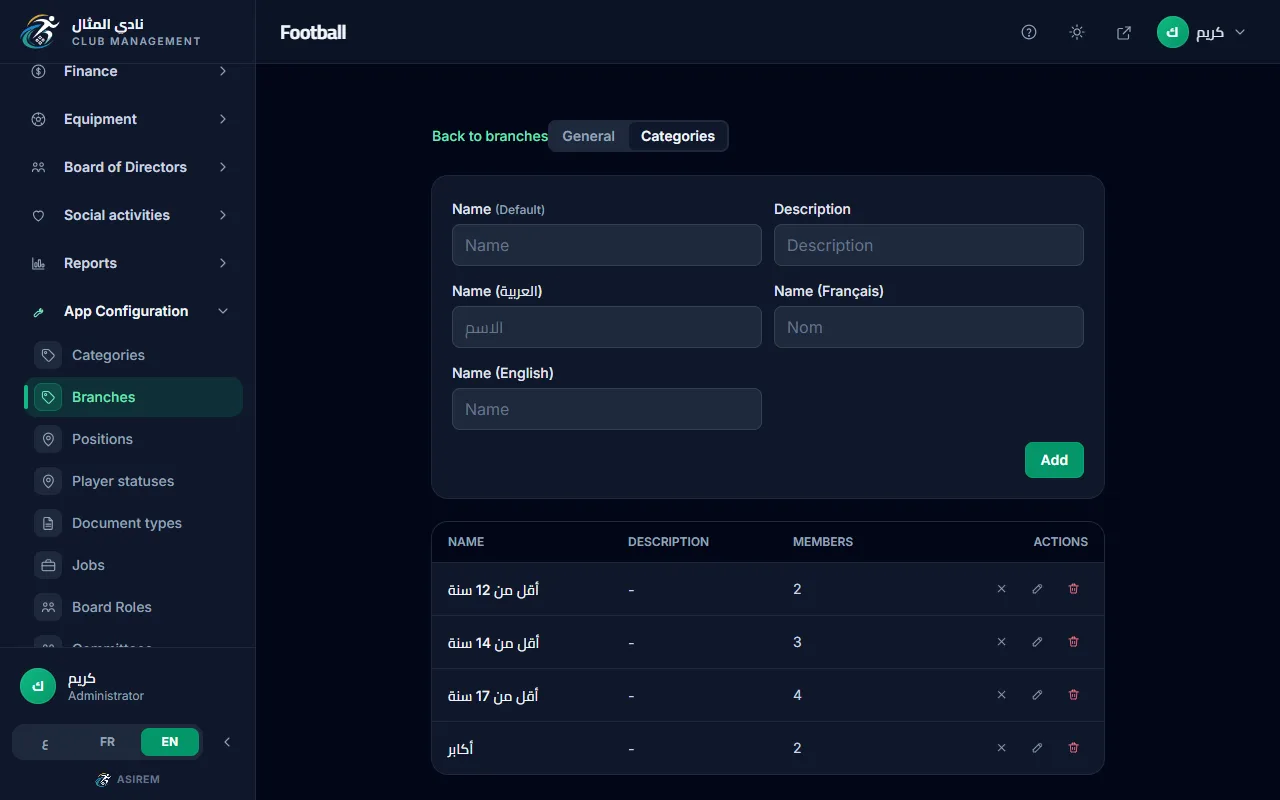 نادي المثال
CLUB MANAGEMENT
Football
ك
كريم
Finance
Equipment
Board of Directors
Social activities
Reports
App Configuration
Categories
Branches
Positions
Player statuses
Document types
Jobs
Board Roles
ك
كريم
Administrator
ع
FR
EN
ASIREM
Back to branches
General
Categories
Name (Default)
Description
Name
Description
Name (العربية)
Name (Français)
الاسم
Nom
Name (English)
Name
Add
NAME DESCRIPTION MEMBERS ACTIONS
أقل من 12 سنة - 2
أقل من 14 سنة - 3
أقل من 17 سنة - 4
أكابر - 2